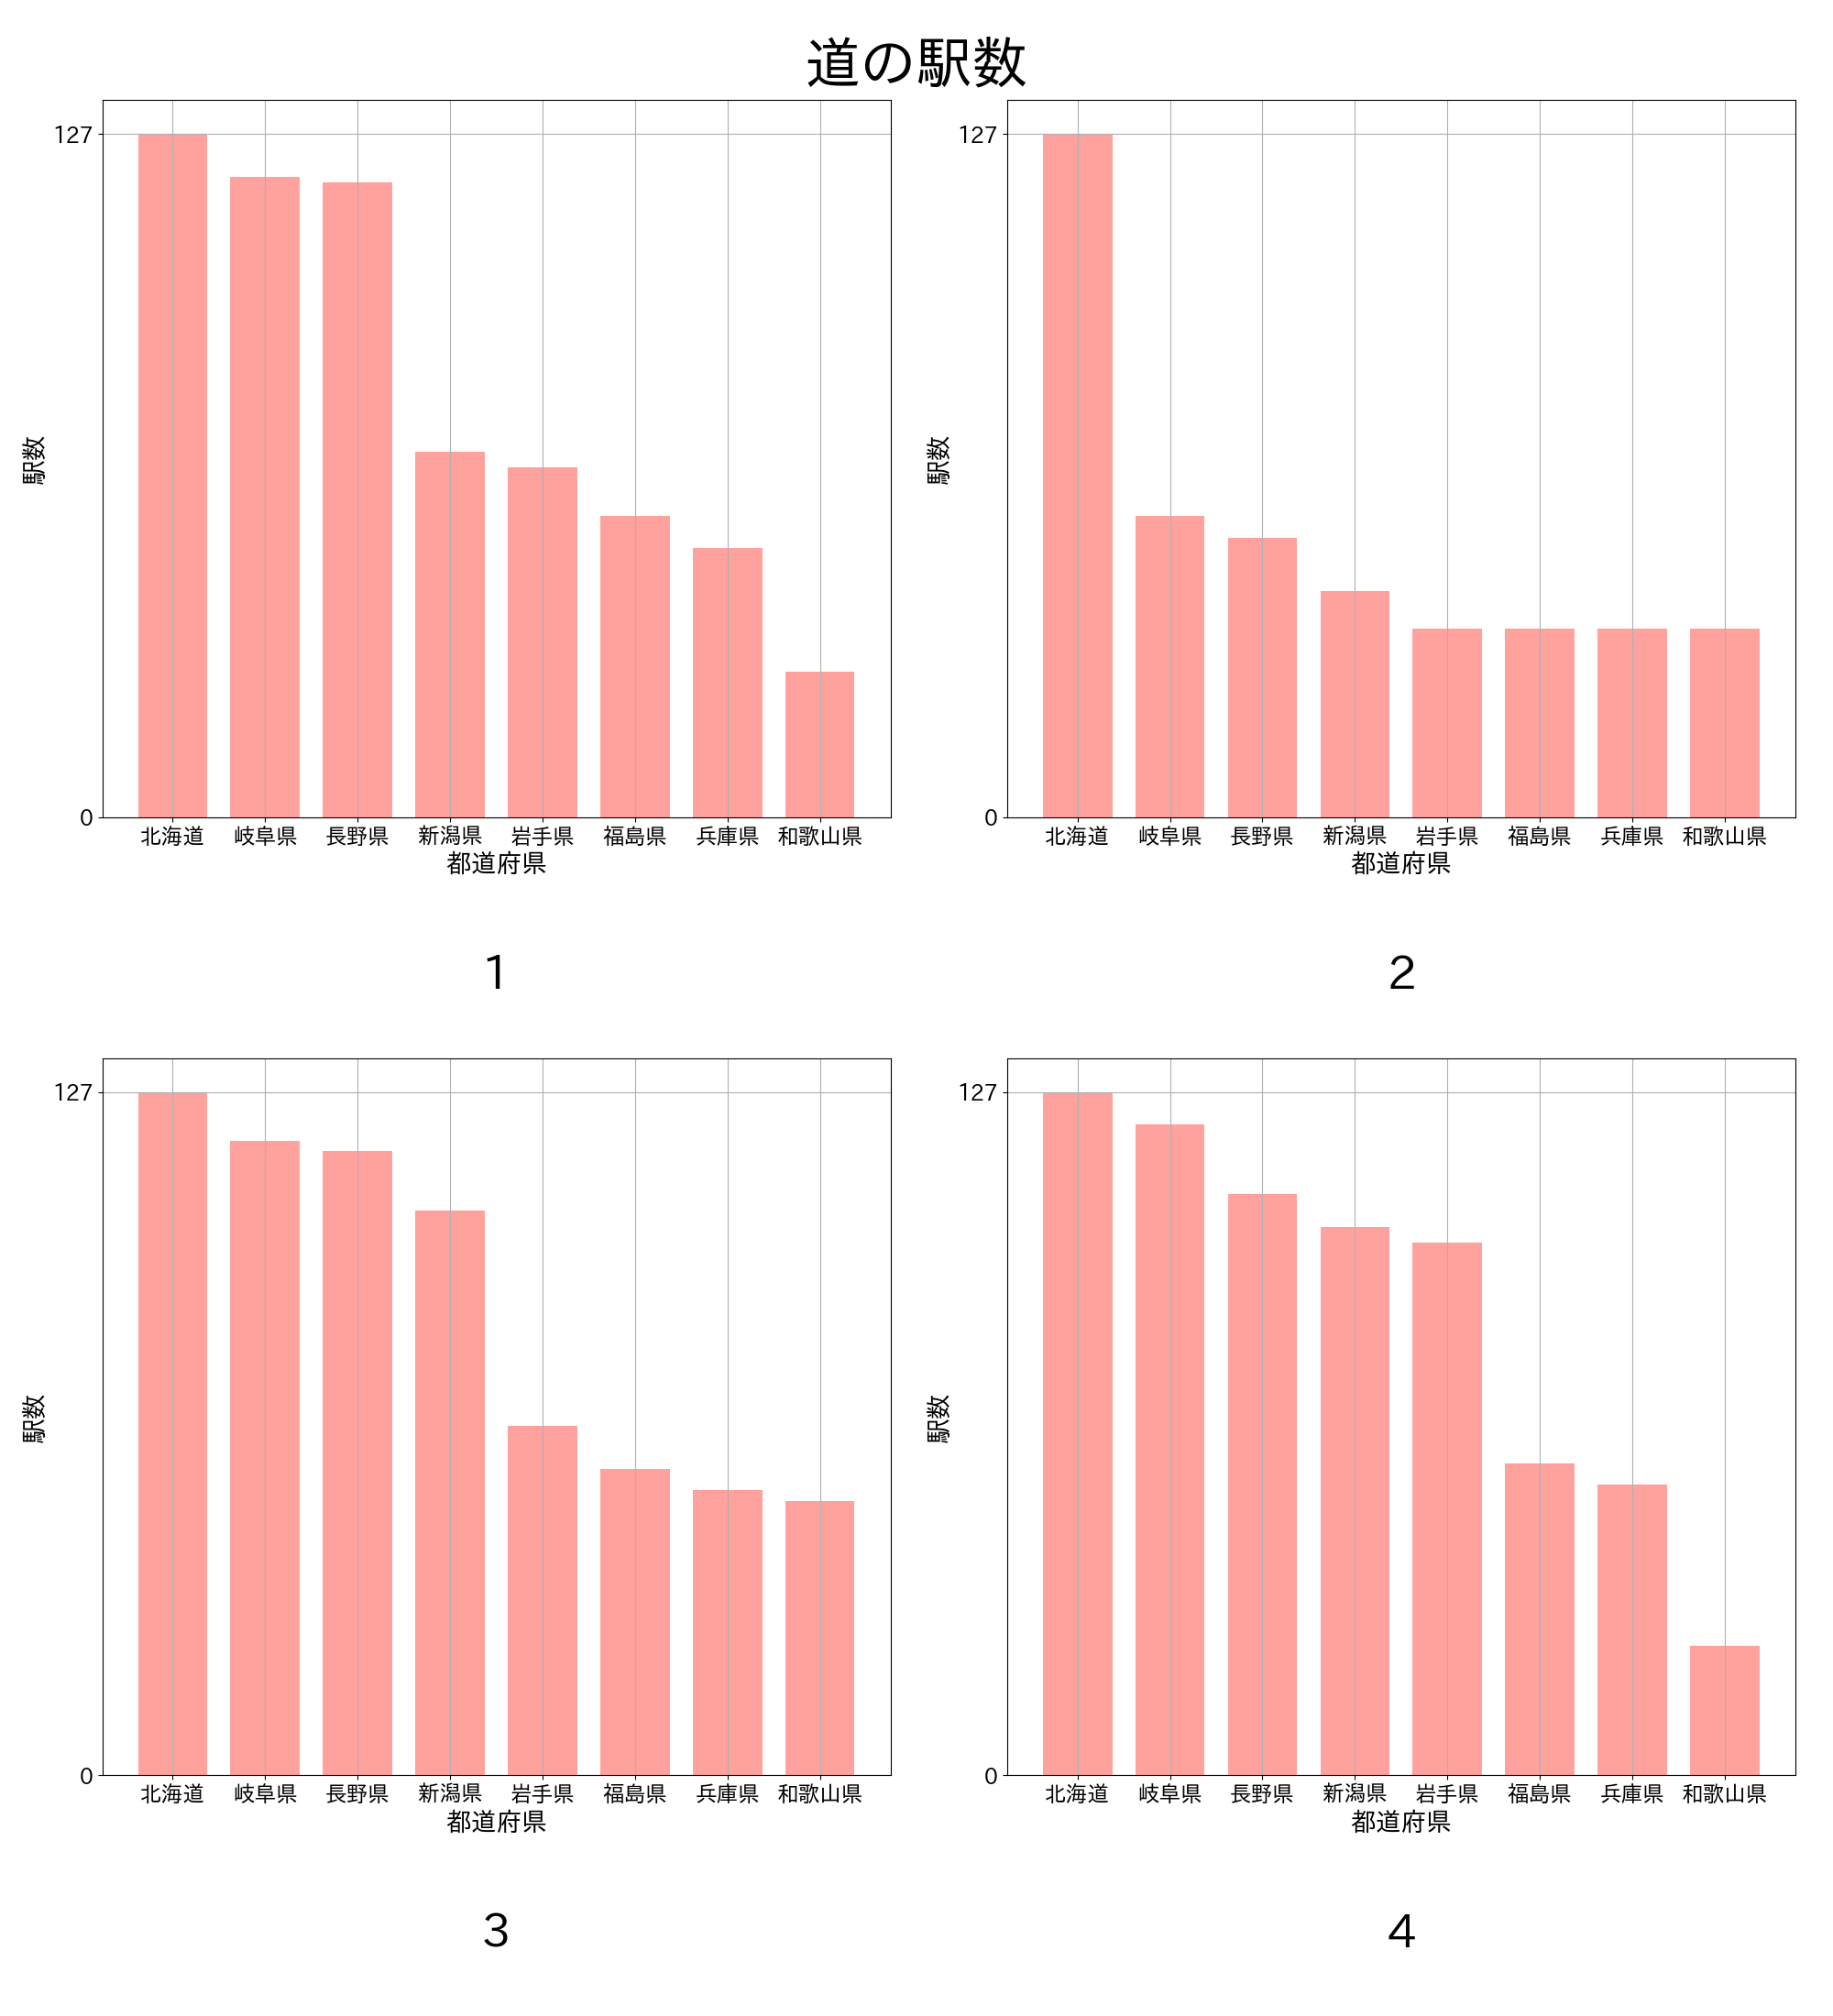 道の駅数
127
0
駅数
北海道 岐阜県 長野県 新潟県 岩手県 福島県 兵庫県 和歌山県
都道府県
1
127
0
駅数
北海道 岐阜県 長野県 新潟県 岩手県 福島県 兵庫県 和歌山県
都道府県
2
127
0
駅数
北海道 岐阜県 長野県 新潟県 岩手県 福島県 兵庫県 和歌山県
都道府県
3
127
0
駅数
北海道 岐阜県 長野県 新潟県 岩手県 福島県 兵庫県 和歌山県
都道府県
4